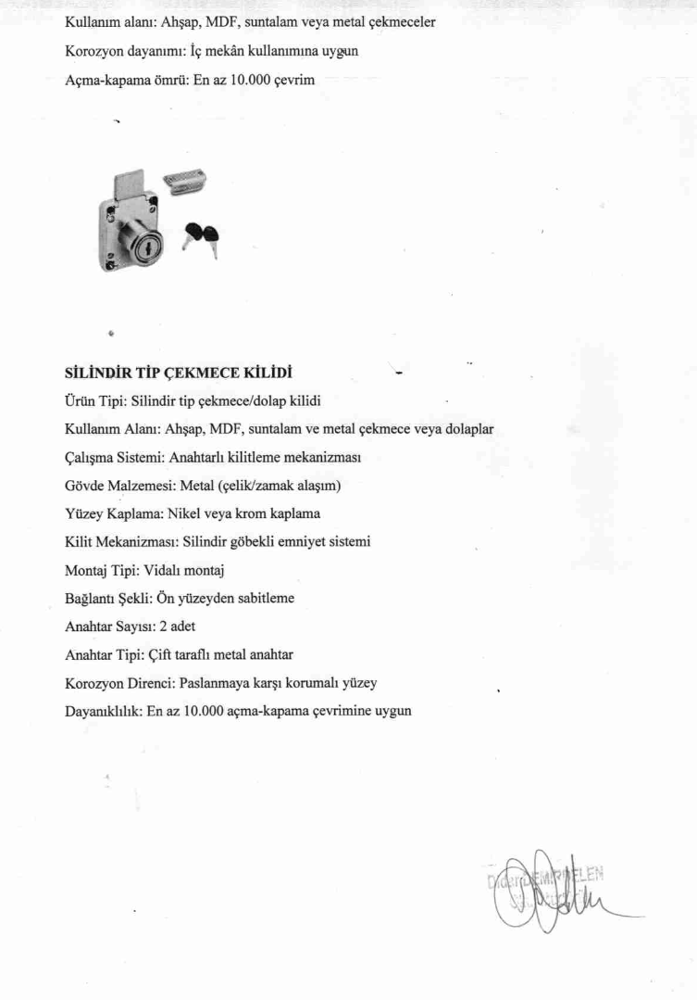 Kullanım alanı: Ahşap, MDF, suntalam veya metal çekmeceler
Korozyon dayanımı: İç mekân kullanımına uygun
Açma-kapama ömrü: En az 10.000 çevrim
SİLİNDİR TİP ÇEKMECE KİLİDİ
Ürün Tipi: Silindir tip çekmece/dolap kilidi
Kullanım Alanı: Ahşap, MDF, suntalam ve metal çekmece veya dolaplar
Çalışma Sistemi: Anahtarlı kilitleme mekanizması
Gövde Malzemesi: Metal (çelik/zamak alaşım)
Yüzey Kaplama: Nikel veya krom kaplama
Kilit Mekanizması: Silindir göbekli emniyet sistemi
Montaj Tipi: Vidalı montaj
Bağlantı Şekli: Ön yüzeyden sabitleme
Anahtar Sayısı: 2 adet
Anahtar Tipi: Çift taraflı metal anahtar
Korozyon Direnci: Paslanmaya karşı korumalı yüzey
Dayanıklılık: En az 10.000 açma-kapama çevrimine uygun